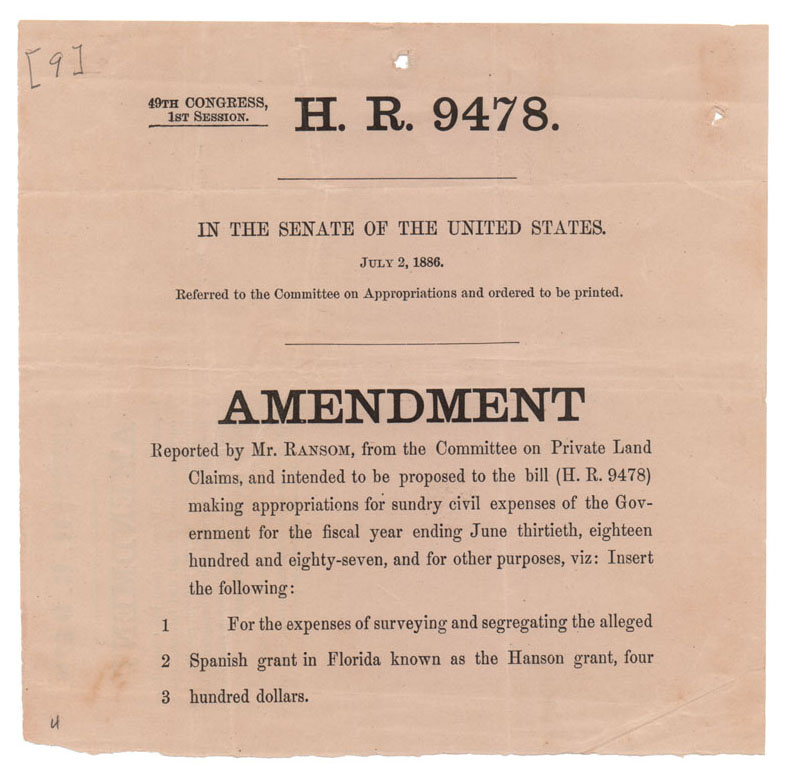 [9]
49TH CONGRESS,
1ST SESSION.
H. R. 9478.
IN THE SENATE OF THE UNITED STATES.
JULY 2, 1886.
Referred to the Committee on Appropriations and ordered to be printed.
AMENDMENT
Reported by Mr. RANSOM, from the Committee on Private Land
Claims, and intended to be proposed to the bill (H. R. 9478)
making appropriations for sundry civil expenses of the Gov-
ernment for the fiscal year ending June thirtieth, eighteen
hundred and eighty-seven, and for other purposes, viz: Insert
the following:
1 For the expenses of surveying and segregating the alleged
2 Spanish grant in Florida known as the Hanson grant, four
3 hundred dollars.